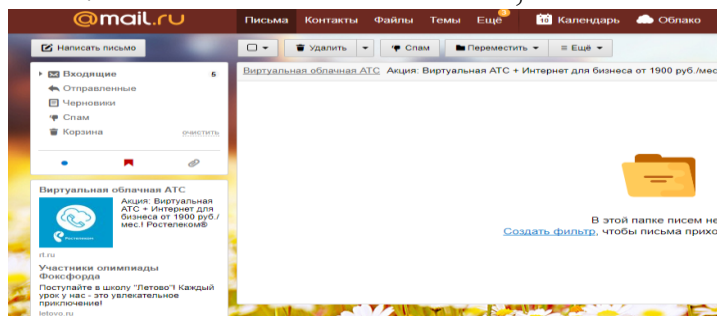 @mail.ru
Письма Контакты Файлы Темы Ещё 10 Календарь Облако
Написать письмо
Удалить Спам Переместить Ещё
Входящие 5
Отправленные
Черновики
Спам
Корзина очистить
Виртуальная облачная АТС Акция: Виртуальная АТС + Интернет для бизнеса от 1900 руб./мес
В этой папке писем не
Создать фильтр, чтобы письма прихо
Виртуальная облачная АТС
Акция: Виртуальная
АТС + Интернет для
бизнеса от 1900 руб./
мес.! Ростелеком®
Ростелеком
rt.ru
Участники олимпиады
Фоксфорда
Поступайте в школу "Летово"! Каждый
урок у нас - это увлекательное
приключение!
letovo.ru